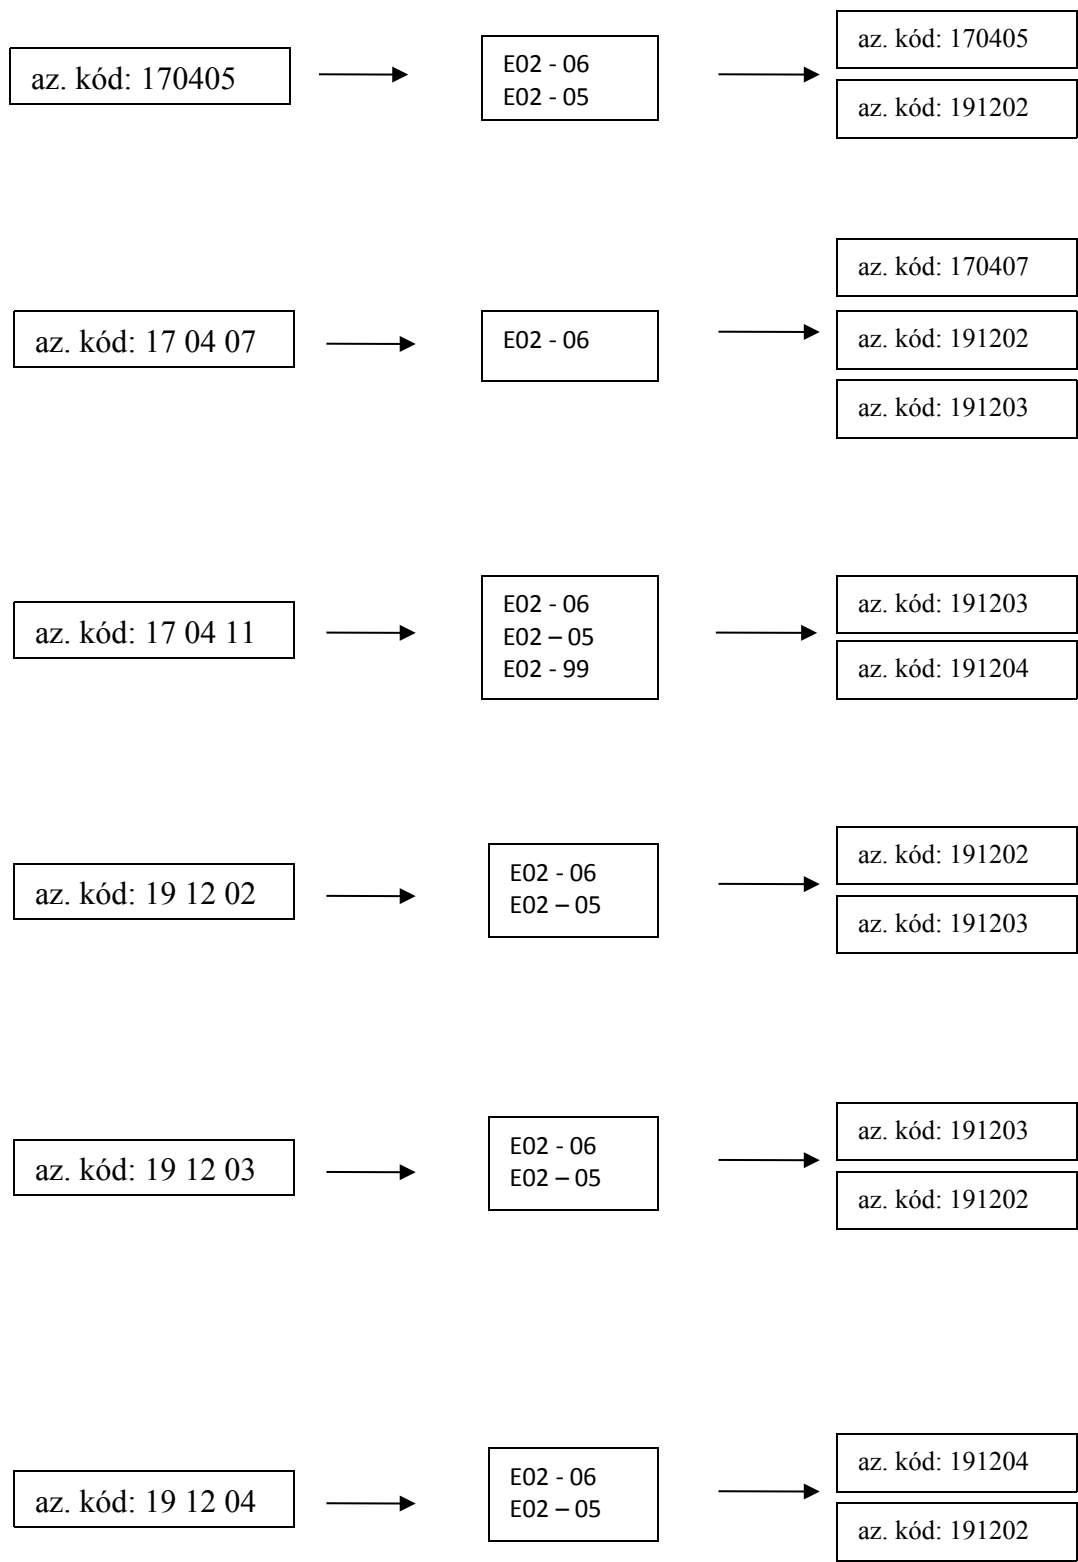 az. kód: 170405
E02 - 06
E02 - 05
az. kód: 170405
az. kód: 191202
az. kód: 17 04 07
E02 - 06
az. kód: 170407
az. kód: 191202
az. kód: 191203
az. kód: 17 04 11
E02 - 06
E02 – 05
E02 - 99
az. kód: 191203
az. kód: 191204
az. kód: 19 12 02
E02 - 06
E02 – 05
az. kód: 191202
az. kód: 191203
az. kód: 19 12 03
E02 - 06
E02 – 05
az. kód: 191203
az. kód: 191202
az. kód: 19 12 04
E02 - 06
E02 – 05
az. kód: 191204
az. kód: 191202